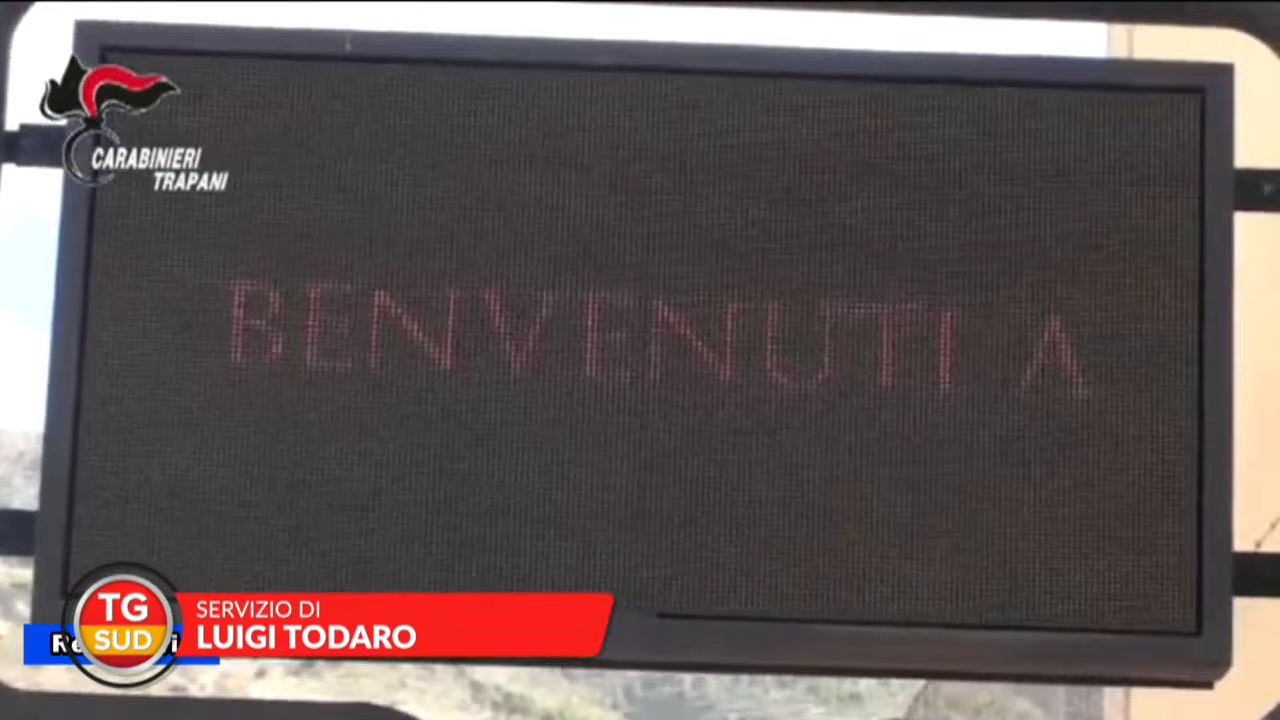 CARABINIERI
TRAPANI
BENVENUTI A
TG
SUD
SERVIZIO DI
LUIGI TODARO